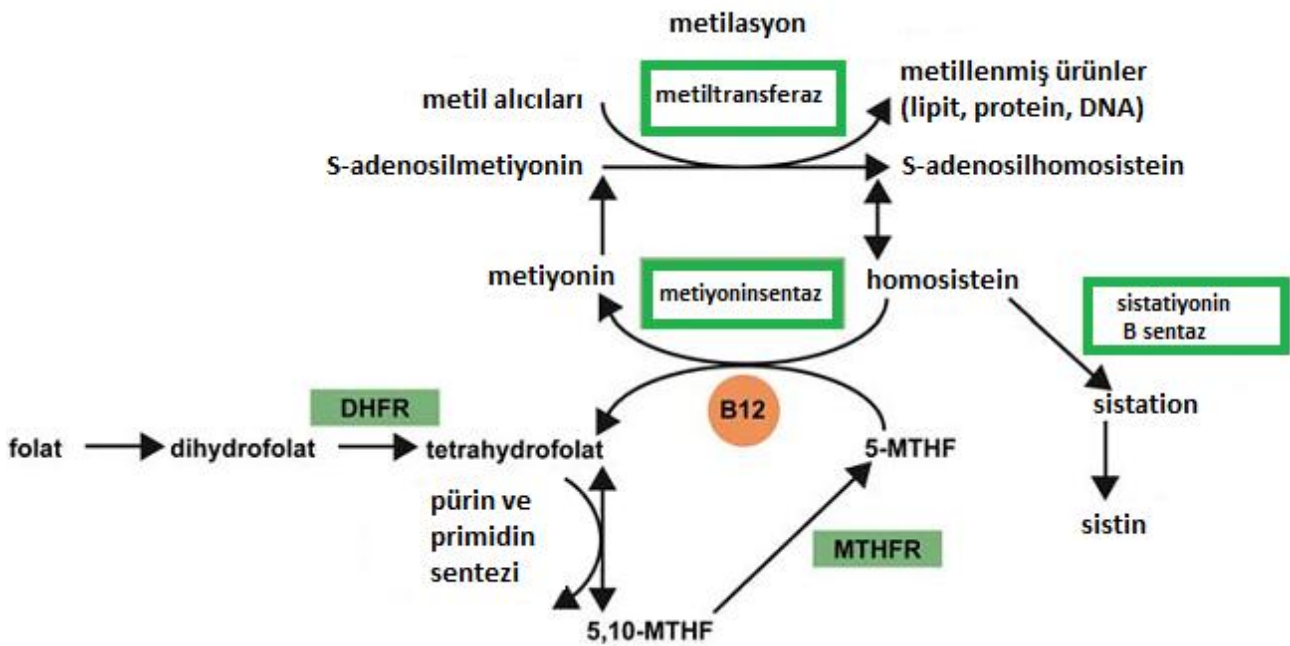 metilasyon
metil alıcıları
metiltransferaz
metillenmiş ürünler
(lipit, protein, DNA)
S-adenosilmetiyonin
S-adenosilhomosistein
metiyonin
metiyoninsentaz
homosistein
sistatiyonin
B sentaz
DHFR
B12
sistation
folat
dihydrofolat
tetrahydrofolat
5-MTHF
pürin ve
primidin
sentezi
MTHFR
sistin
5,10-MTHF